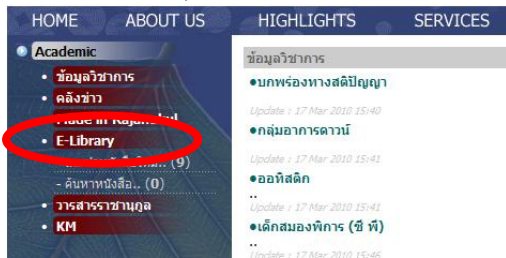 HOME ABOUT US HIGHLIGHTS SERVICES
Academic
ข้อมูลวิชาการ
คลังข่าว
Made in Rajanukul
E-Library
(9)
- ค้นหาหนังสือ.. (0)
วารสารราชานุกูล
KM
ข้อมูลวิชาการ
บกพร่องทางสติปัญญา
Update : 17 Mar 2010 15:40
กลุ่มอาการดาวน์
Update : 17 Mar 2010 15:41
ออทิสติก
..
Update : 17 Mar 2010 15:41
เด็กสมองพิการ (ซี พี)
..
Update : 17 Mar 2010 15:46